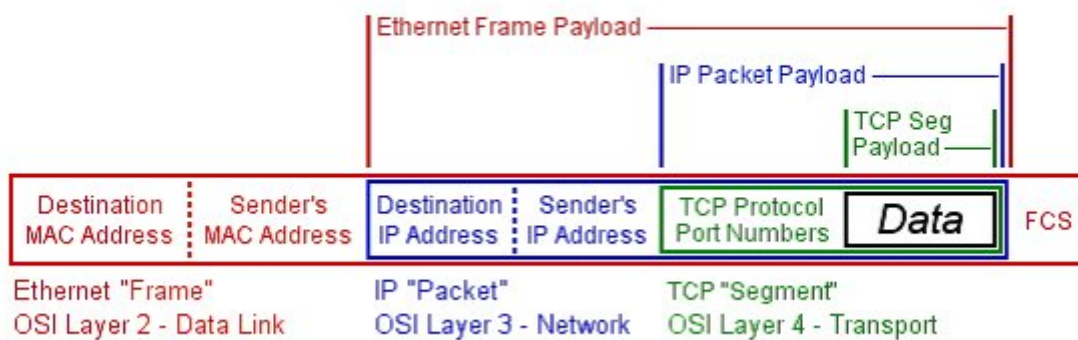 Ethernet Frame Payload
IP Packet Payload
TCP Seg
Payload
Destination
MAC Address
Sender's
MAC Address
Destination
IP Address
Sender's
IP Address
TCP Protocol
Port Numbers
Data
FCS
Ethernet "Frame"
OSI Layer 2 - Data Link
IP "Packet"
OSI Layer 3 - Network
TCP "Segment"
OSI Layer 4 - Transport